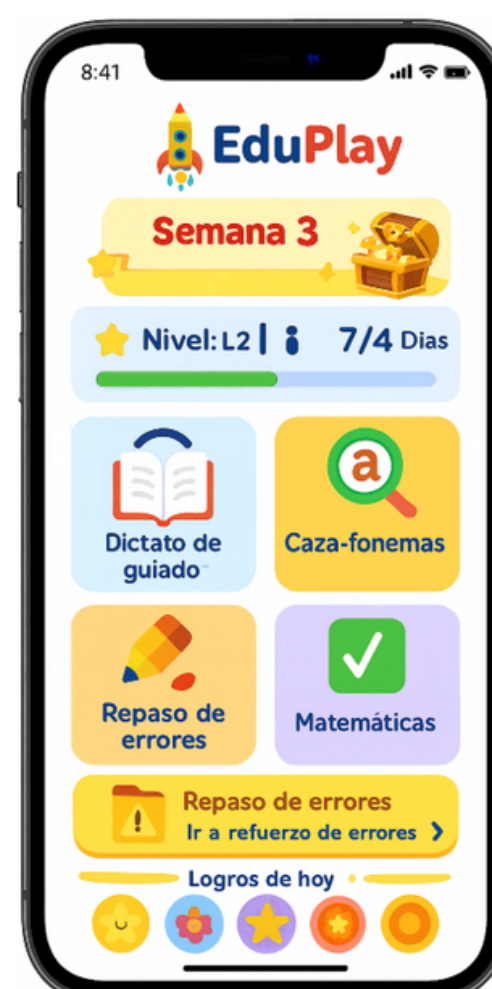 8:41
EduPlay
Semana 3
Nivel: L2 | 7/4 Dias
Dictato de
guiado
Caza-fonemas
a
Repaso de
errores
Matemáticas
Repaso de errores
Ir a refuerzo de errores
Logros de hoy